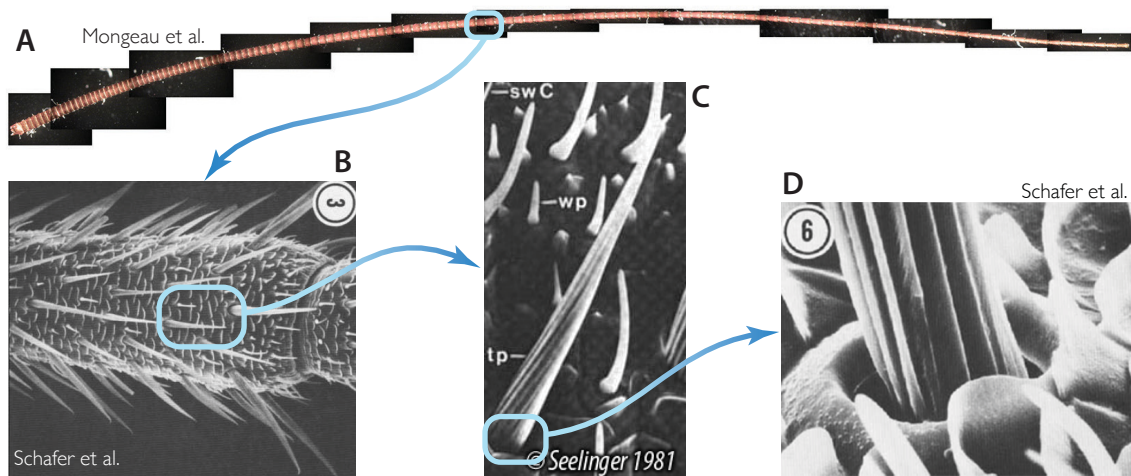 A
Mongeau et al.
C
swC
B
D
Schafer et al.
3
wp
6
tp
Schafer et al.
© Seelinger 1981